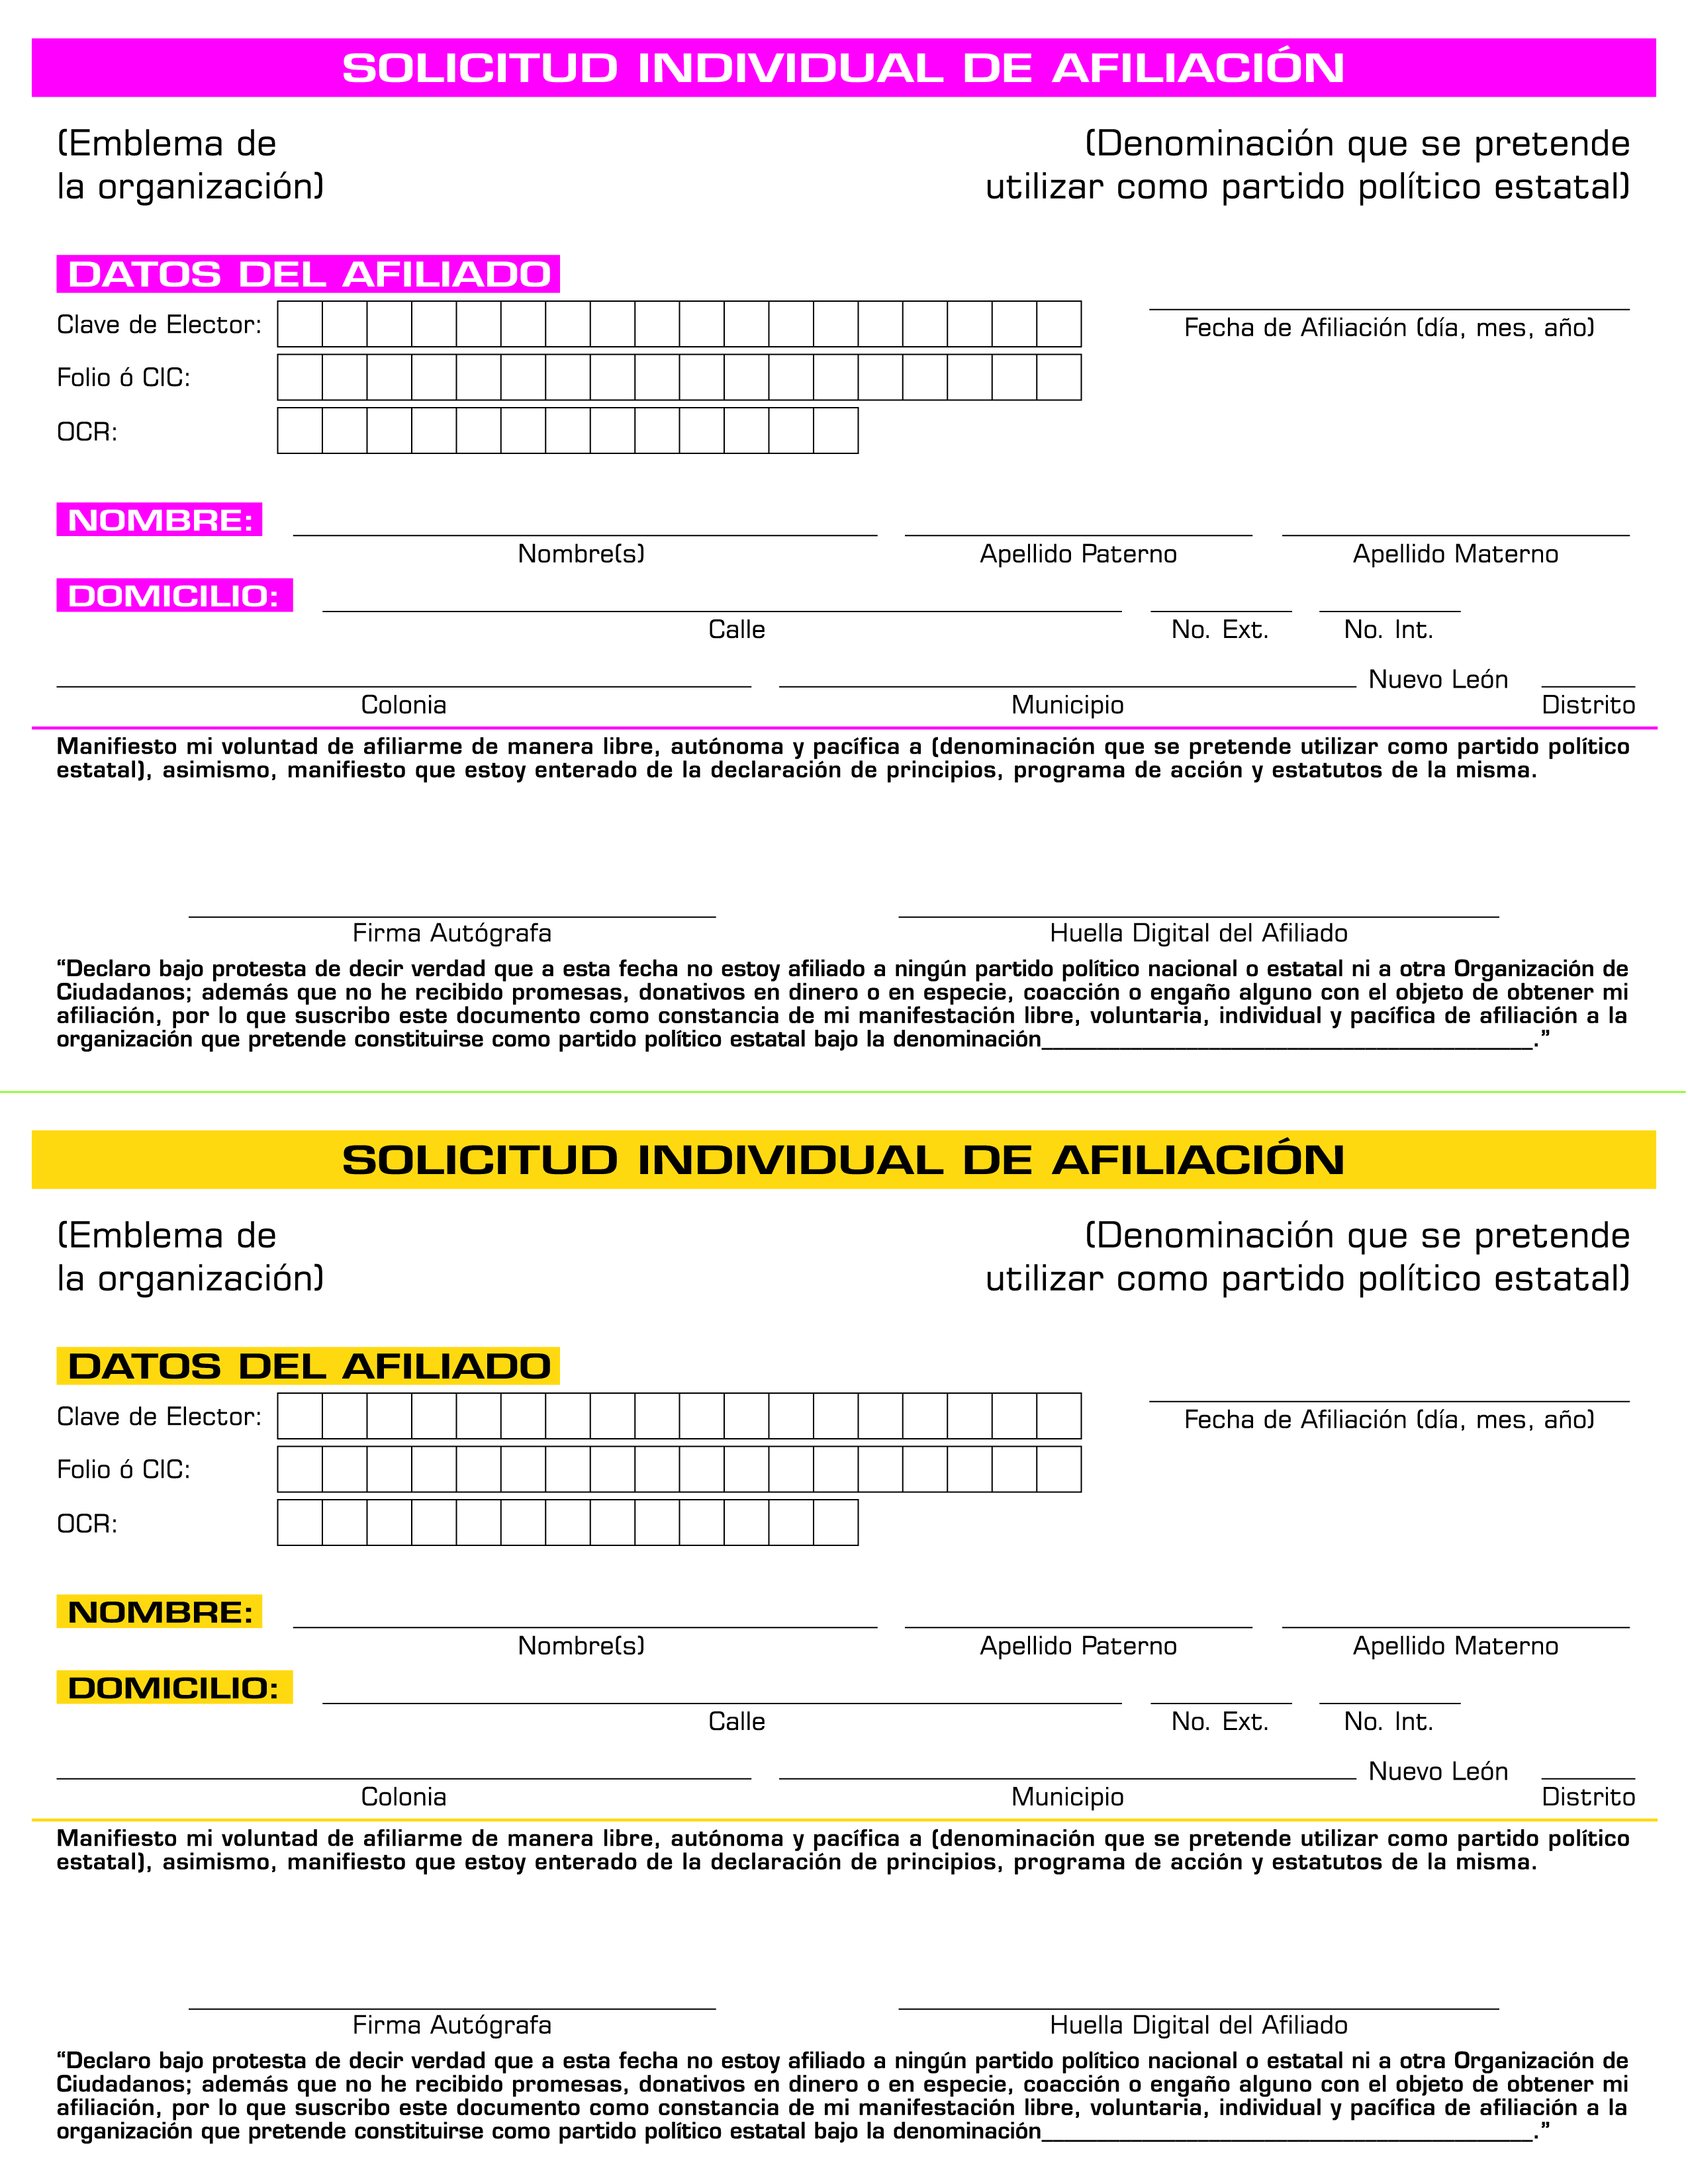 SOLICITUD INDIVIDUAL DE AFILIACIÓN
(Emblema de
la organización)
(Denominación que se pretende
utilizar como partido político estatal)
DATOS DEL AFILIADO
Clave de Elector:
Fecha de Afiliación (día, mes, año)
Folio ó CIC:
OCR:
NOMBRE:
Nombre(s) Apellido Paterno Apellido Materno
DOMICILIO:
Calle No. Ext. No. Int.
Nuevo León
Colonia Municipio Distrito
Manifiesto mi voluntad de afiliarme de manera libre, autónoma y pacífica a (denominación que se pretende utilizar como partido político
estatal), asimismo, manifiesto que estoy enterado de la declaración de principios, programa de acción y estatutos de la misma.
Firma Autógrafa Huella Digital del Afiliado
“Declaro bajo protesta de decir verdad que a esta fecha no estoy afiliado a ningún partido político nacional o estatal ni a otra Organización de
Ciudadanos; además que no he recibido promesas, donativos en dinero o en especie, coacción o engaño alguno con el objeto de obtener mi
afiliación, por lo que suscribo este documento como constancia de mi manifestación libre, voluntaria, individual y pacífica de afiliación a la
organización que pretende constituirse como partido político estatal bajo la denominación________________________________________.”
SOLICITUD INDIVIDUAL DE AFILIACIÓN
(Emblema de
la organización)
(Denominación que se pretende
utilizar como partido político estatal)
DATOS DEL AFILIADO
Clave de Elector:
Fecha de Afiliación (día, mes, año)
Folio ó CIC:
OCR:
NOMBRE:
Nombre(s) Apellido Paterno Apellido Materno
DOMICILIO:
Calle No. Ext. No. Int.
Nuevo León
Colonia Municipio Distrito
Manifiesto mi voluntad de afiliarme de manera libre, autónoma y pacífica a (denominación que se pretende utilizar como partido político
estatal), asimismo, manifiesto que estoy enterado de la declaración de principios, programa de acción y estatutos de la misma.
Firma Autógrafa Huella Digital del Afiliado
“Declaro bajo protesta de decir verdad que a esta fecha no estoy afiliado a ningún partido político nacional o estatal ni a otra Organización de
Ciudadanos; además que no he recibido promesas, donativos en dinero o en especie, coacción o engaño alguno con el objeto de obtener mi
afiliación, por lo que suscribo este documento como constancia de mi manifestación libre, voluntaria, individual y pacífica de afiliación a la
organización que pretende constituirse como partido político estatal bajo la denominación________________________________________.”